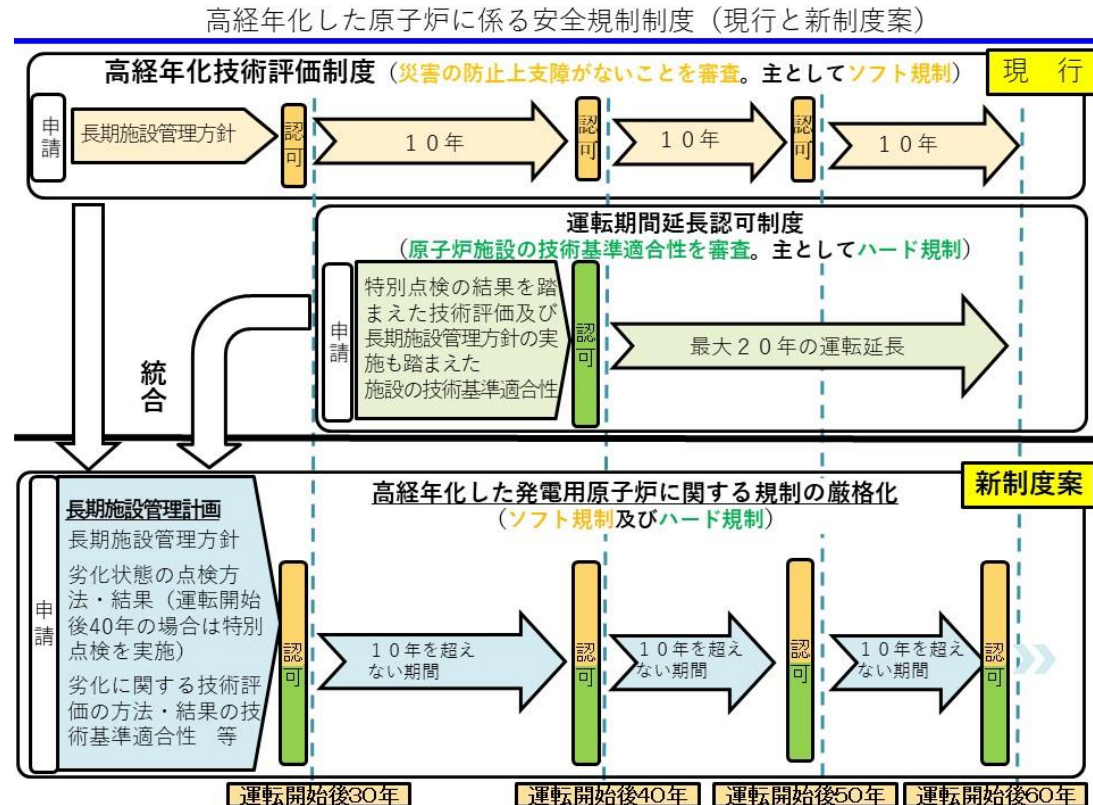 高経年化した原子炉に係る安全規制制度（現行と新制度案）
高経年化技術評価制度（災害の防止上支障がないことを審査。主としてソフト規制）
現　行
申請
長期施設管理方針
認可
１０年
認可
１０年
認可
１０年
運転期間延長認可制度
（原子炉施設の技術基準適合性を審査。主としてハード規制）
申請
特別点検の結果を踏
まえた技術評価及び
長期施設管理方針の実
施も踏まえた
施設の技術基準適合性
認可
最大２０年の運転延長
統合
新制度案
高経年化した発電用原子炉に関する規制の厳格化
（ソフト規制及びハード規制）
申請
長期施設管理計画
長期施設管理方針
劣化状態の点検方
法・結果（運転開始
後40年の場合は特別
点検を実施）
劣化に関する技術評
価の方法・結果の技
術基準適合性　等
認可
１０年を超え
ない期間
認可
１０年を超え
ない期間
認可
１０年を超え
ない期間
認可
運転開始後30年
運転開始後40年
運転開始後50年
運転開始後60年